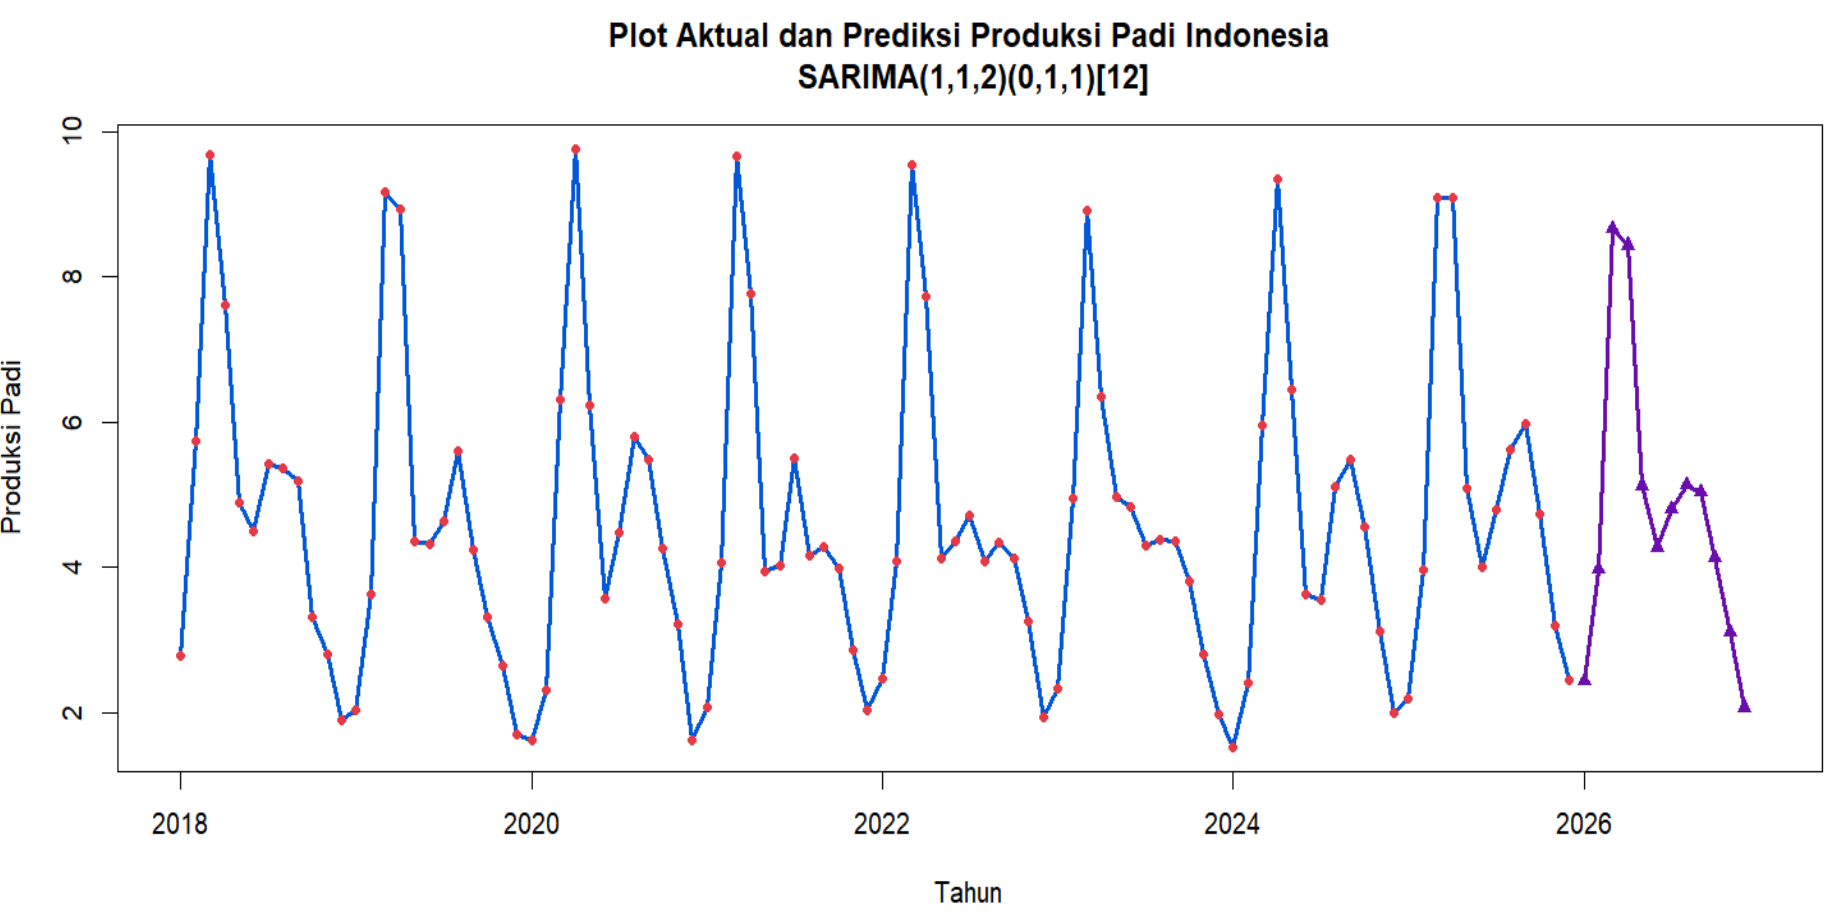 Plot Aktual dan Prediksi Produksi Padi Indonesia
SARIMA(1,1,2)(0,1,1)[12]
Produksi Padi
10
8
6
4
2
2018 2020 2022 2024 2026
Tahun